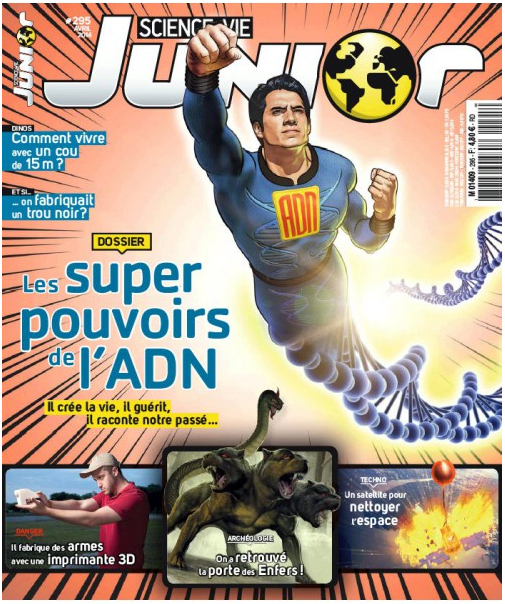 SCIENCE & VIE
JUNIOR
#295
AVRIL
2014
SCIENCE & VIE
JUNIOR
DINOS
Comment vivre
avec un cou
de 15 m ?
ET SI...
... on fabriquait
un trou noir ?
DOSSIER
Les super
pouvoirs
de l'ADN
Il crée la vie, il guérit,
il raconte notre passé...
ADN
M 01409 - 295 - F: 4,80 € - RD
DANGER
Il fabrique des armes
avec une imprimante 3D
ARCHÉOLOGIE
On a retrouvé
la porte des Enfers !
TECHNO
Un satellite pour
nettoyer
l'espace